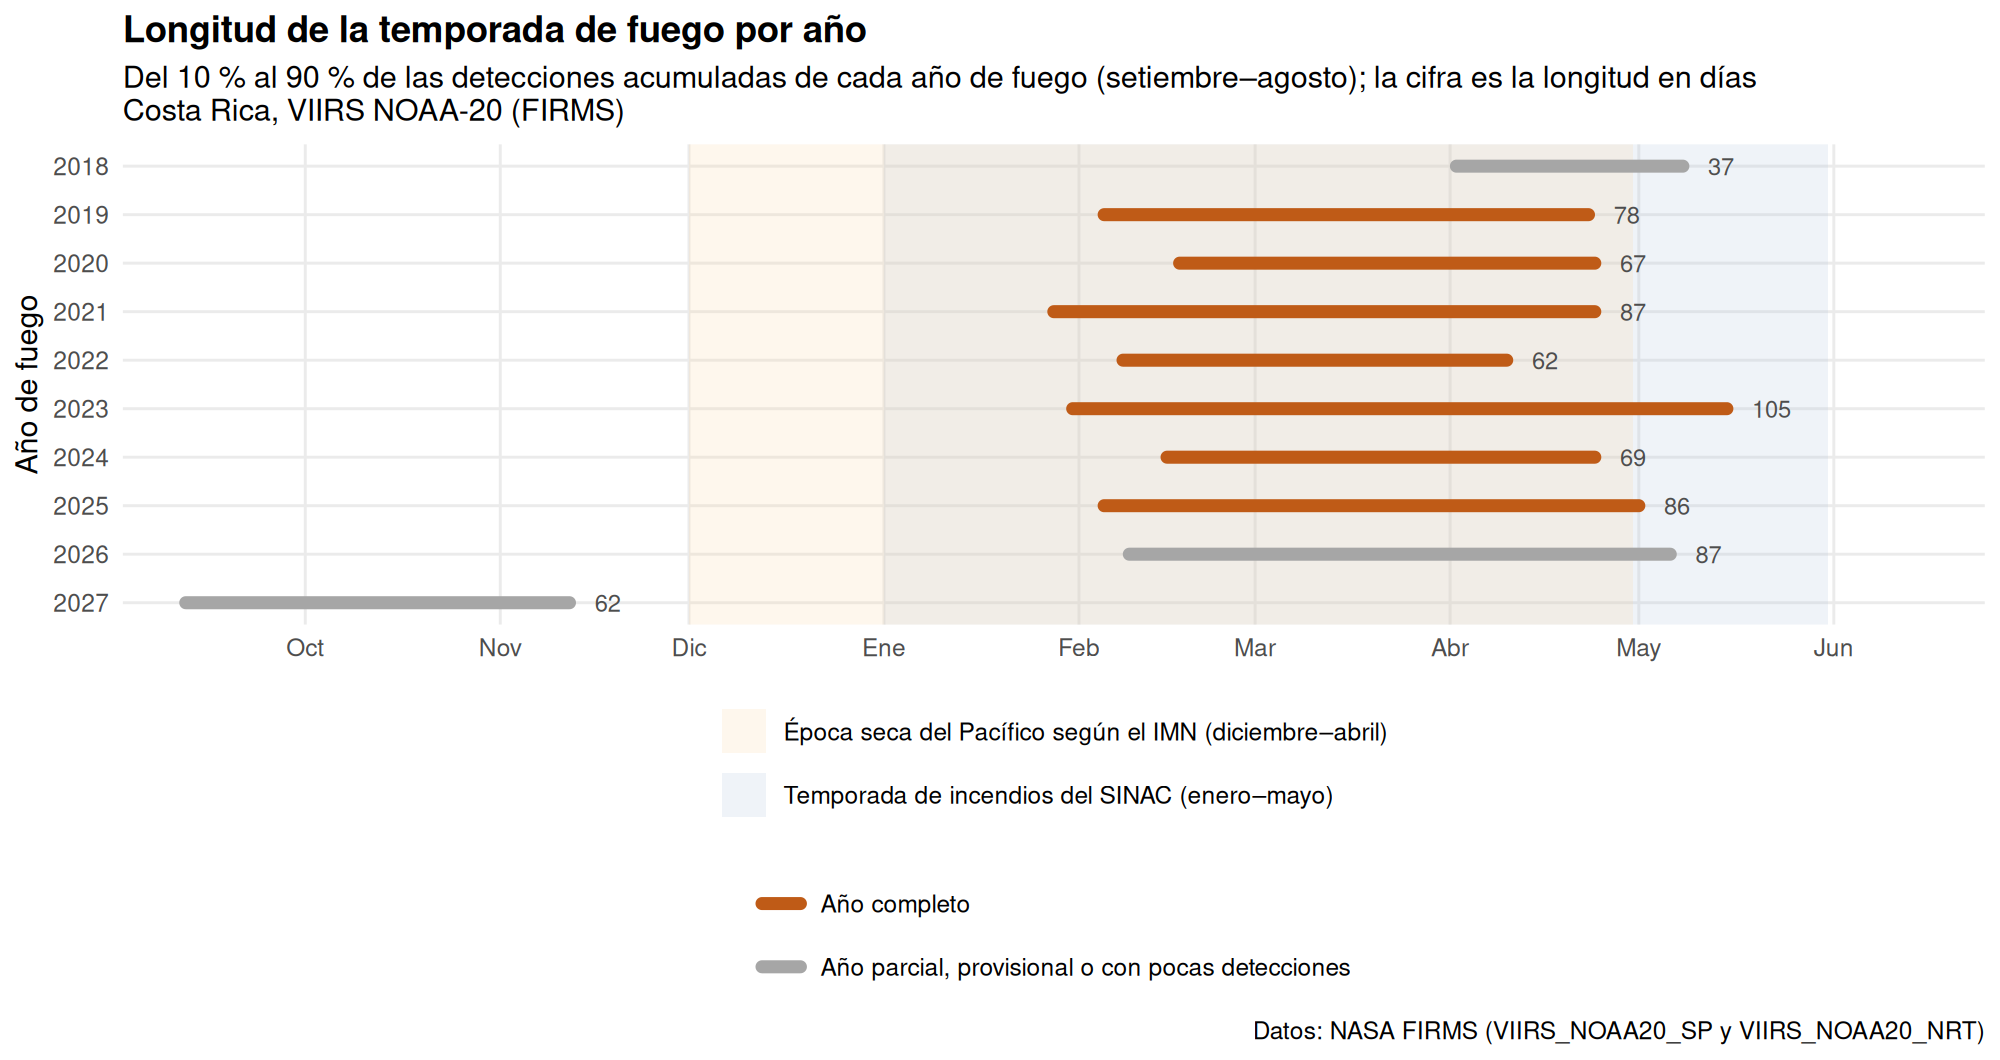 Longitud de la temporada de fuego por año
Del 10 % al 90 % de las detecciones acumuladas de cada año de fuego (setiembre–agosto); la cifra es la longitud en días
Costa Rica, VIIRS NOAA-20 (FIRMS)
Año de fuego
2018 37
2019 78
2020 67
2021 87
2022 62
2023 105
2024 69
2025 86
2026 87
2027 62
Oct Nov Dic Ene Feb Mar Abr May Jun
Época seca del Pacífico según el IMN (diciembre–abril)
Temporada de incendios del SINAC (enero–mayo)
Año completo
Año parcial, provisional o con pocas detecciones
Datos: NASA FIRMS (VIIRS_NOAA20_SP y VIIRS_NOAA20_NRT)